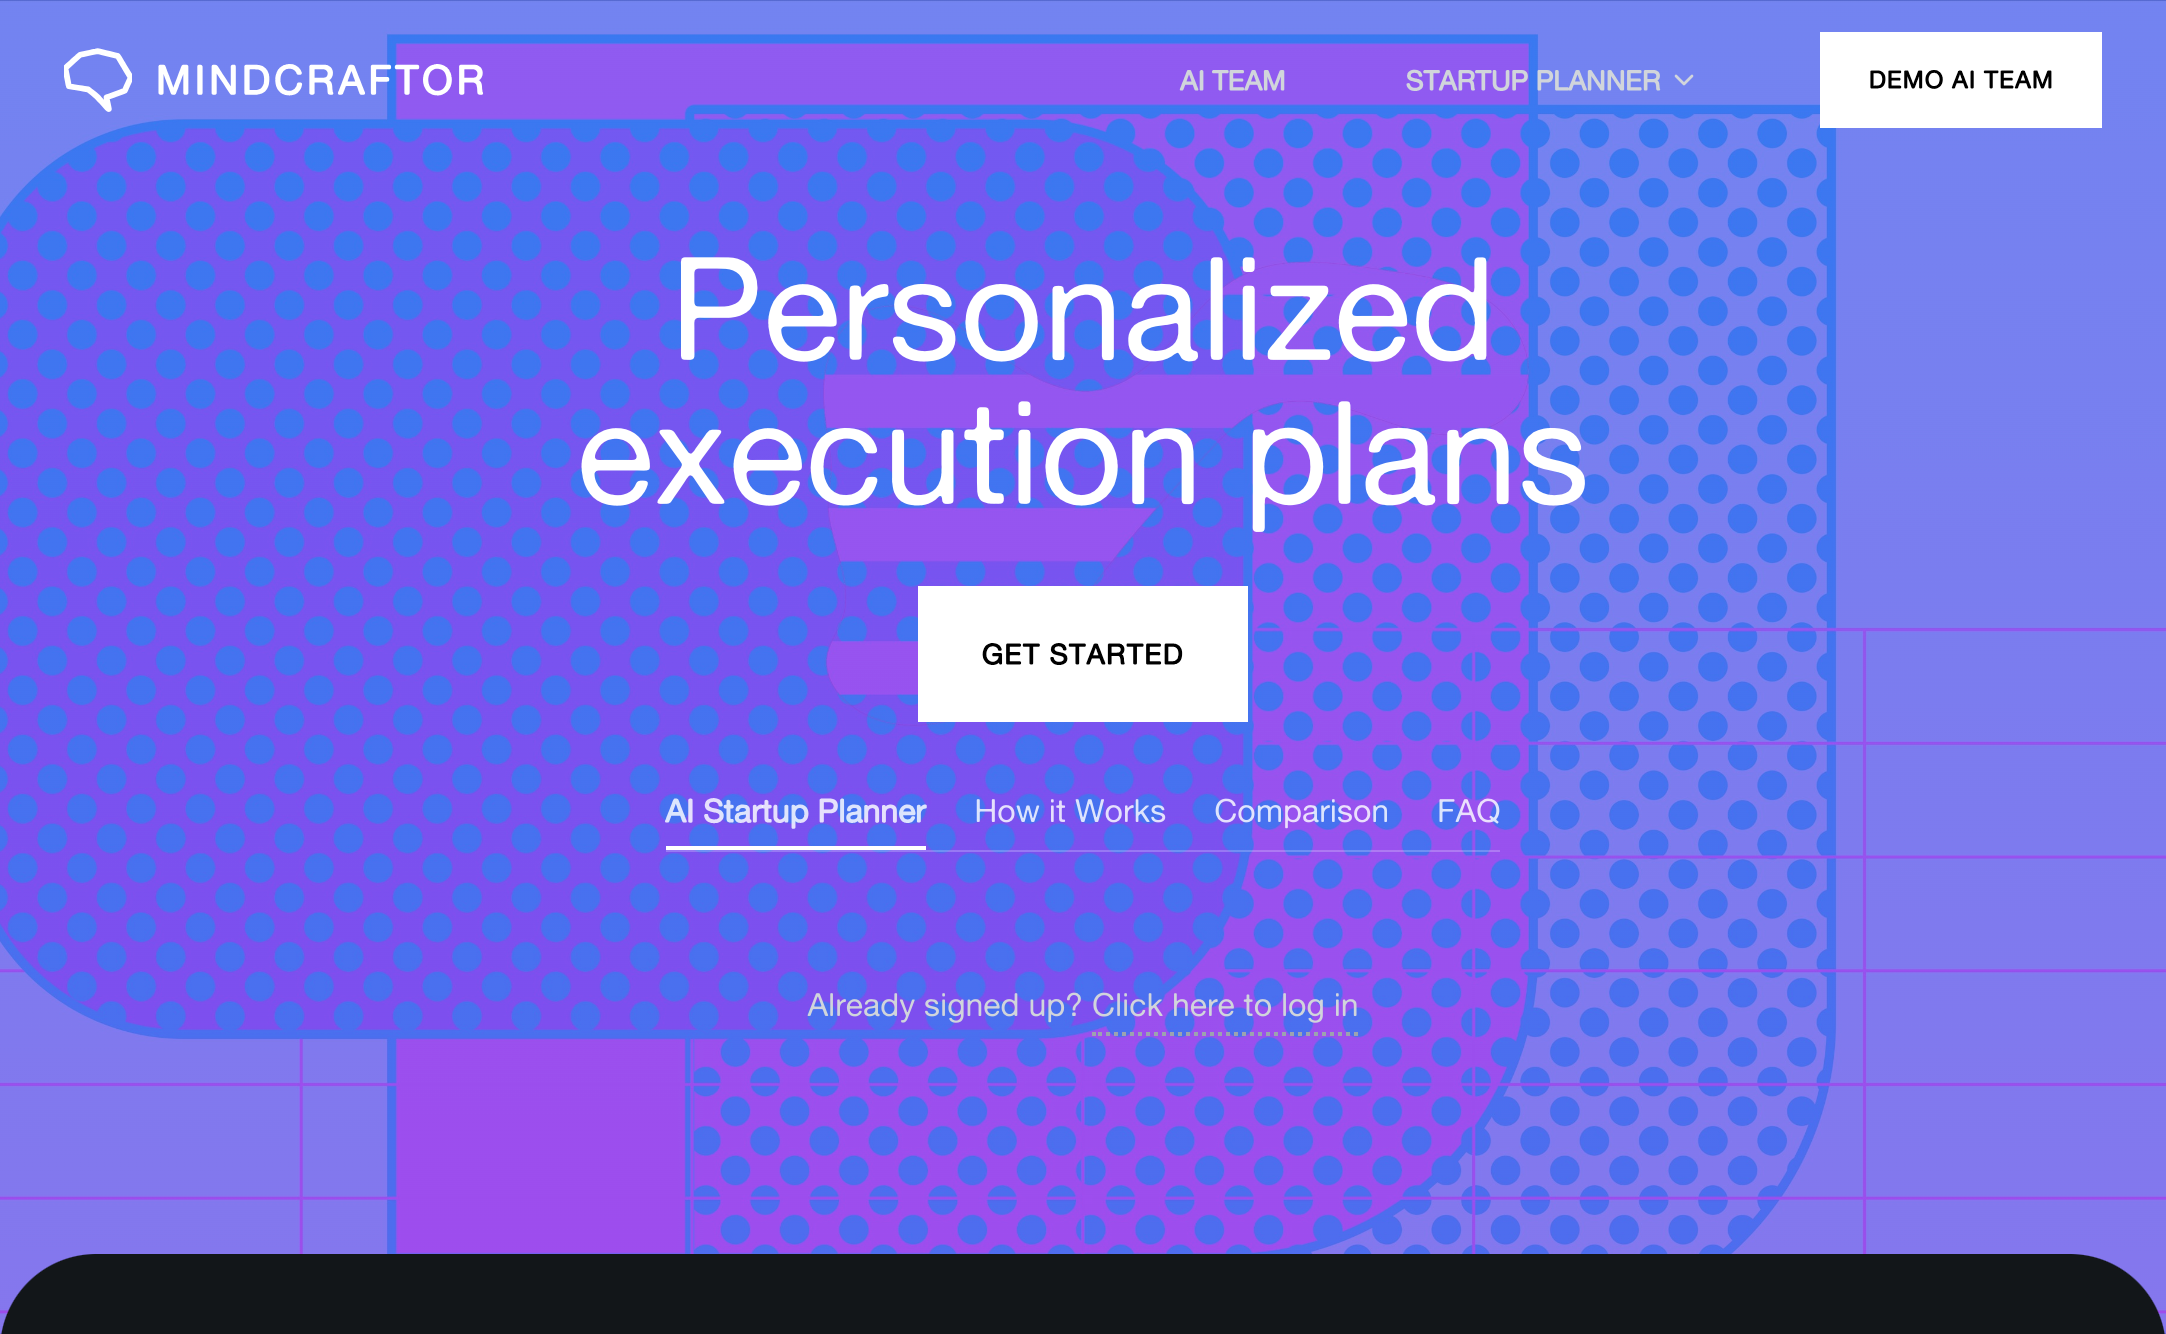 MINDCRAFTOR
AI TEAM
STARTUP PLANNER
DEMO AI TEAM
Personalized
execution plans
GET STARTED
AI Startup Planner
How it Works
Comparison
FAQ
Already signed up? Click here to log in